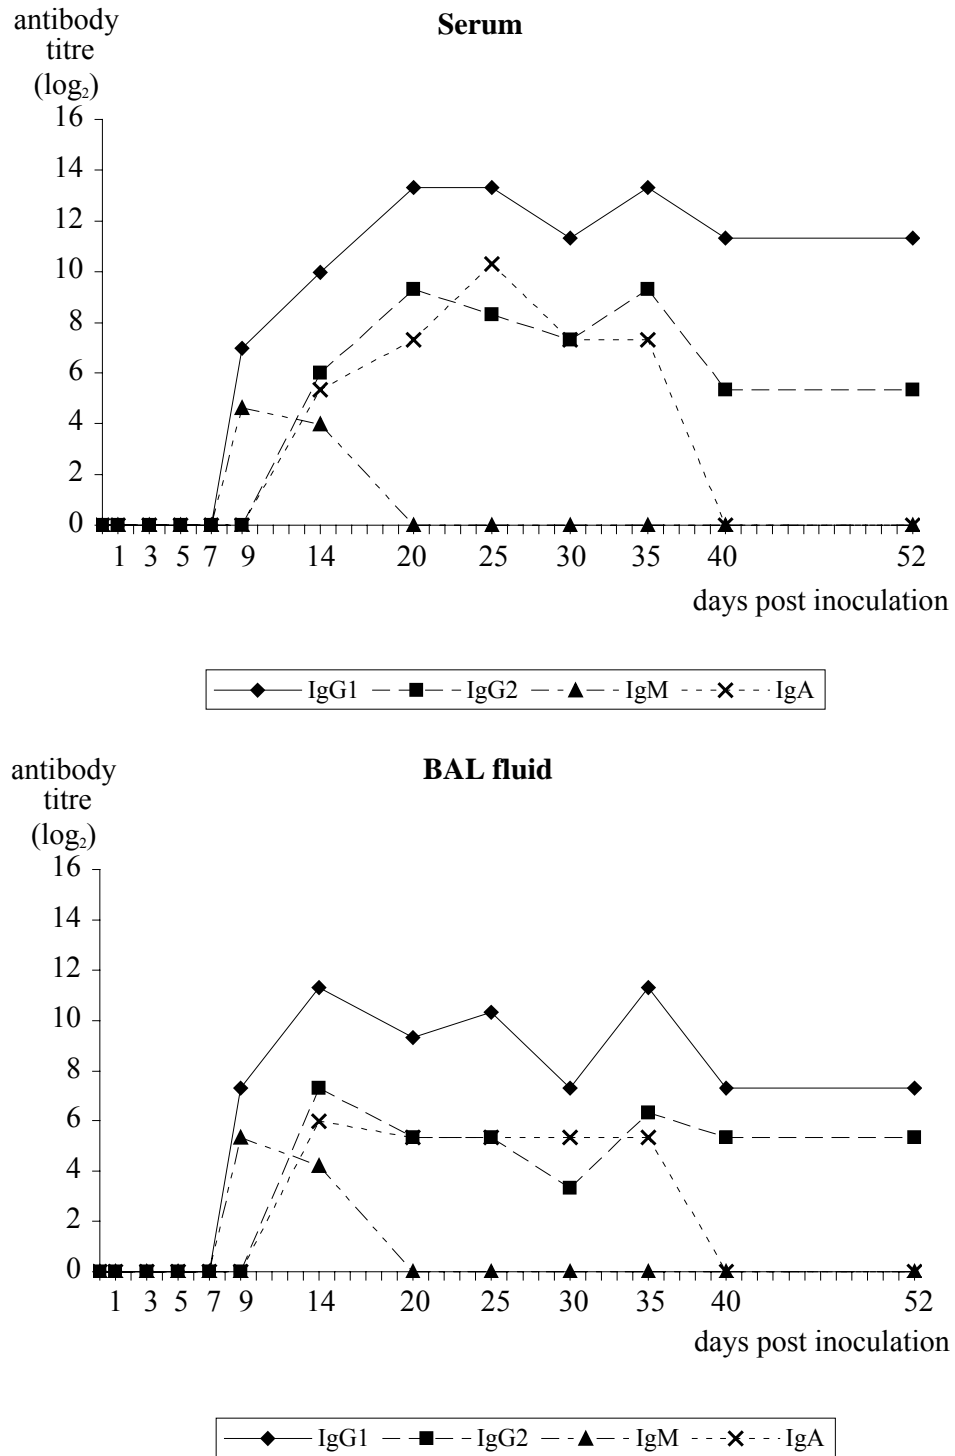 Serum
antibody
titre
(log₂)
16
14
12
10
8
6
4
2
0
1 3 5 7 9 14 20 25 30 35 40 52
days post inoculation
IgG1 IgG2 IgM IgA
BAL fluid
antibody
titre
(log₂)
16
14
12
10
8
6
4
2
0
1 3 5 7 9 14 20 25 30 35 40 52
days post inoculation
IgG1 IgG2 IgM IgA